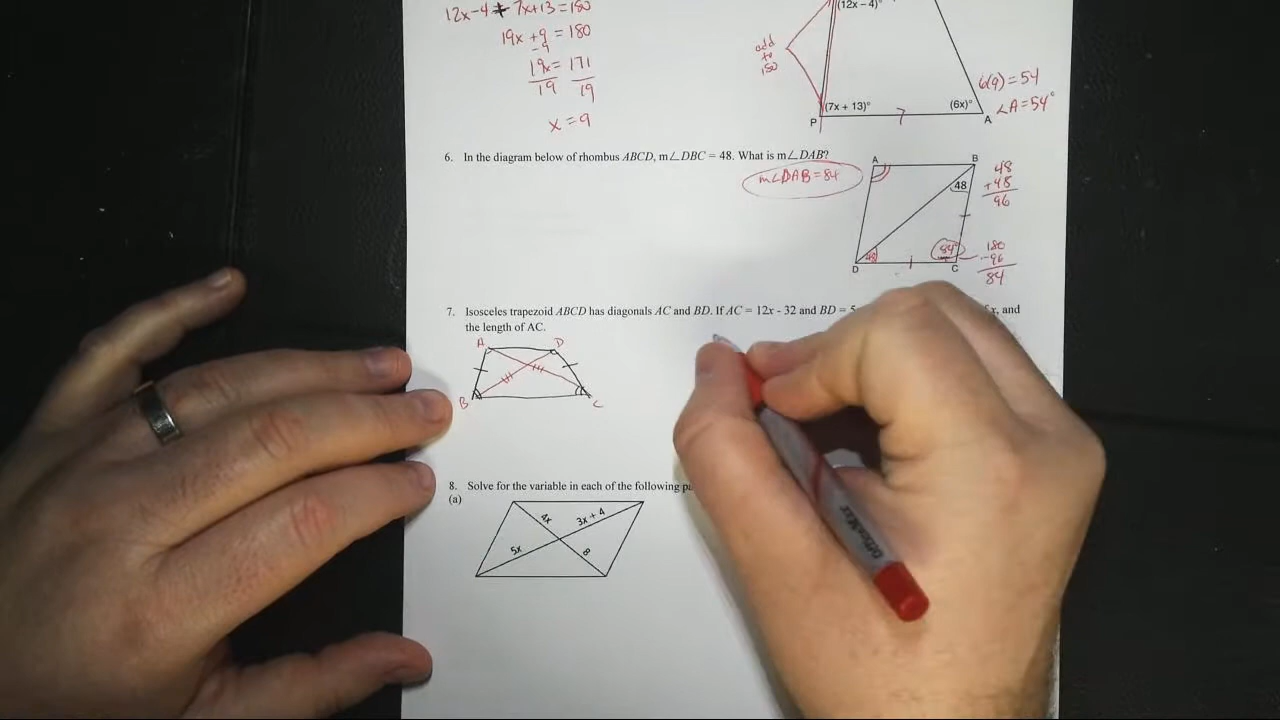 12x-4 + 7x+13 = 180
19x + 9 = 180
-9
19x = 171
19 19
x = 9
(12x – 4)°
add
to
180
(7x + 13)°
(6x)°
P
A
6(9) = 54
∠A = 54°
6. In the diagram below of rhombus ABCD, m∠DBC = 48. What is m∠DAB?
m∠DAB = 84
A
B
48
48
+48
96
48
84°
D
C
180
-96
84
7. Isosceles trapezoid ABCD has diagonals AC and BD. If AC = 12x - 32 and BD = 5 x, and
the length of AC.
A
D
B
C
8. Solve for the variable in each of the following
(a)
4x
3x + 4
5x
8
OfficeMax